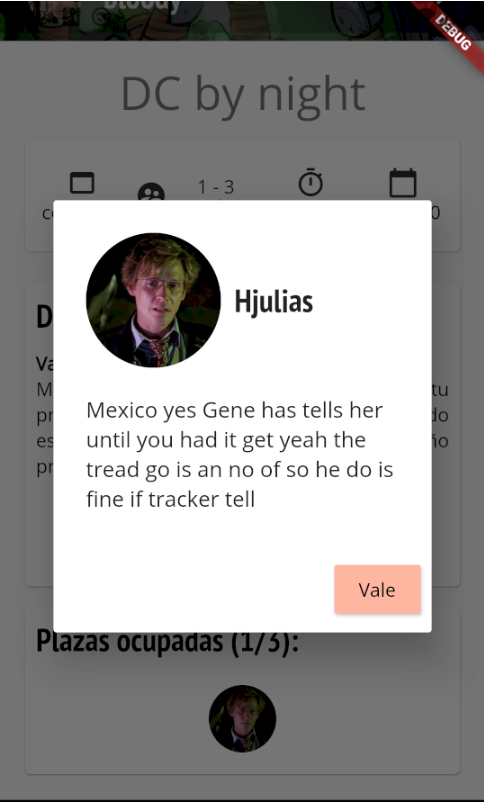 bloody
DEBUG
DC by night
1 - 3
Hjulias
Mexico yes Gene has tells her
until you had it get yeah the
tread go is an no of so he do is
fine if tracker tell
Vale
Plazas ocupadas (1/3):